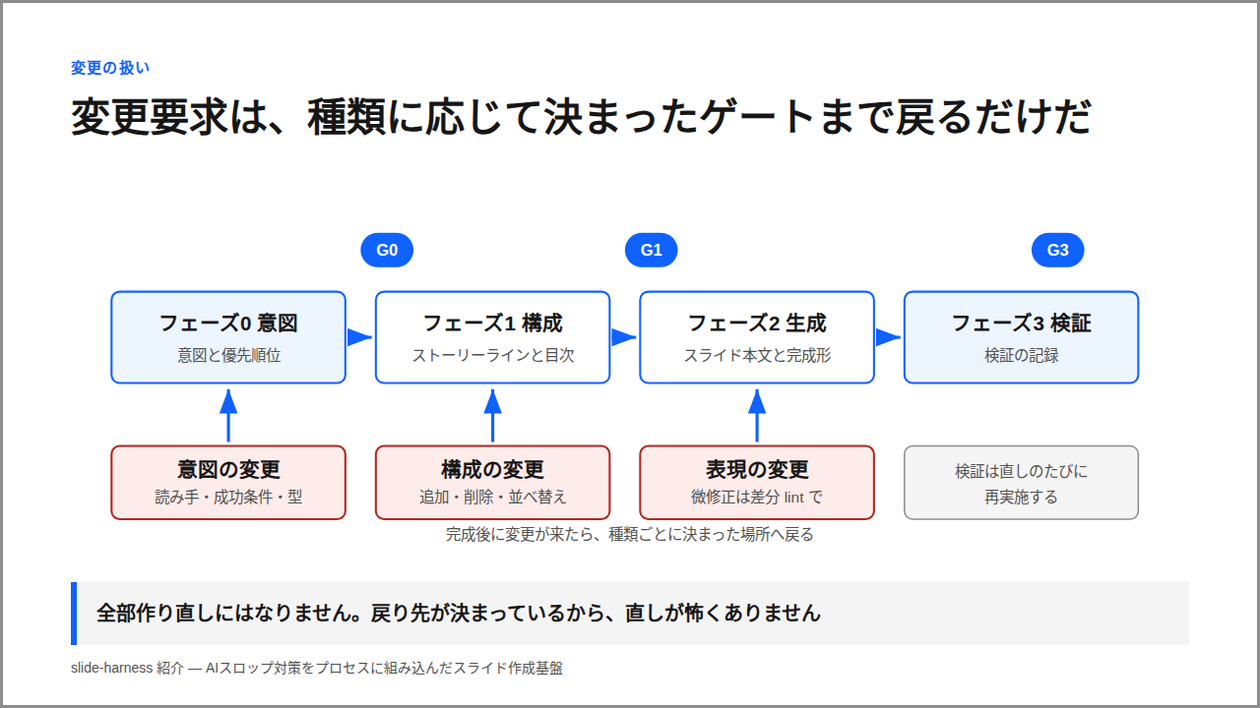 変更の扱い
変更要求は、種類に応じて決まったゲートまで戻るだけだ
G0
G1
G3
フェーズ0 意図
意図と優先順位
フェーズ1 構成
ストーリーラインと目次
フェーズ2 生成
スライド本文と完成形
フェーズ3 検証
検証の記録
意図の変更
読み手・成功条件・型
構成の変更
追加・削除・並べ替え
表現の変更
微修正は差分 lint で
検証は直しのたびに
再実施する
完成後に変更が来たら、種類ごとに決まった場所へ戻る
全部作り直しにはなりません。戻り先が決まっているから、直しが怖くありません
slide-harness 紹介 — AIスロップ対策をプロセスに組み込んだスライド作成基盤